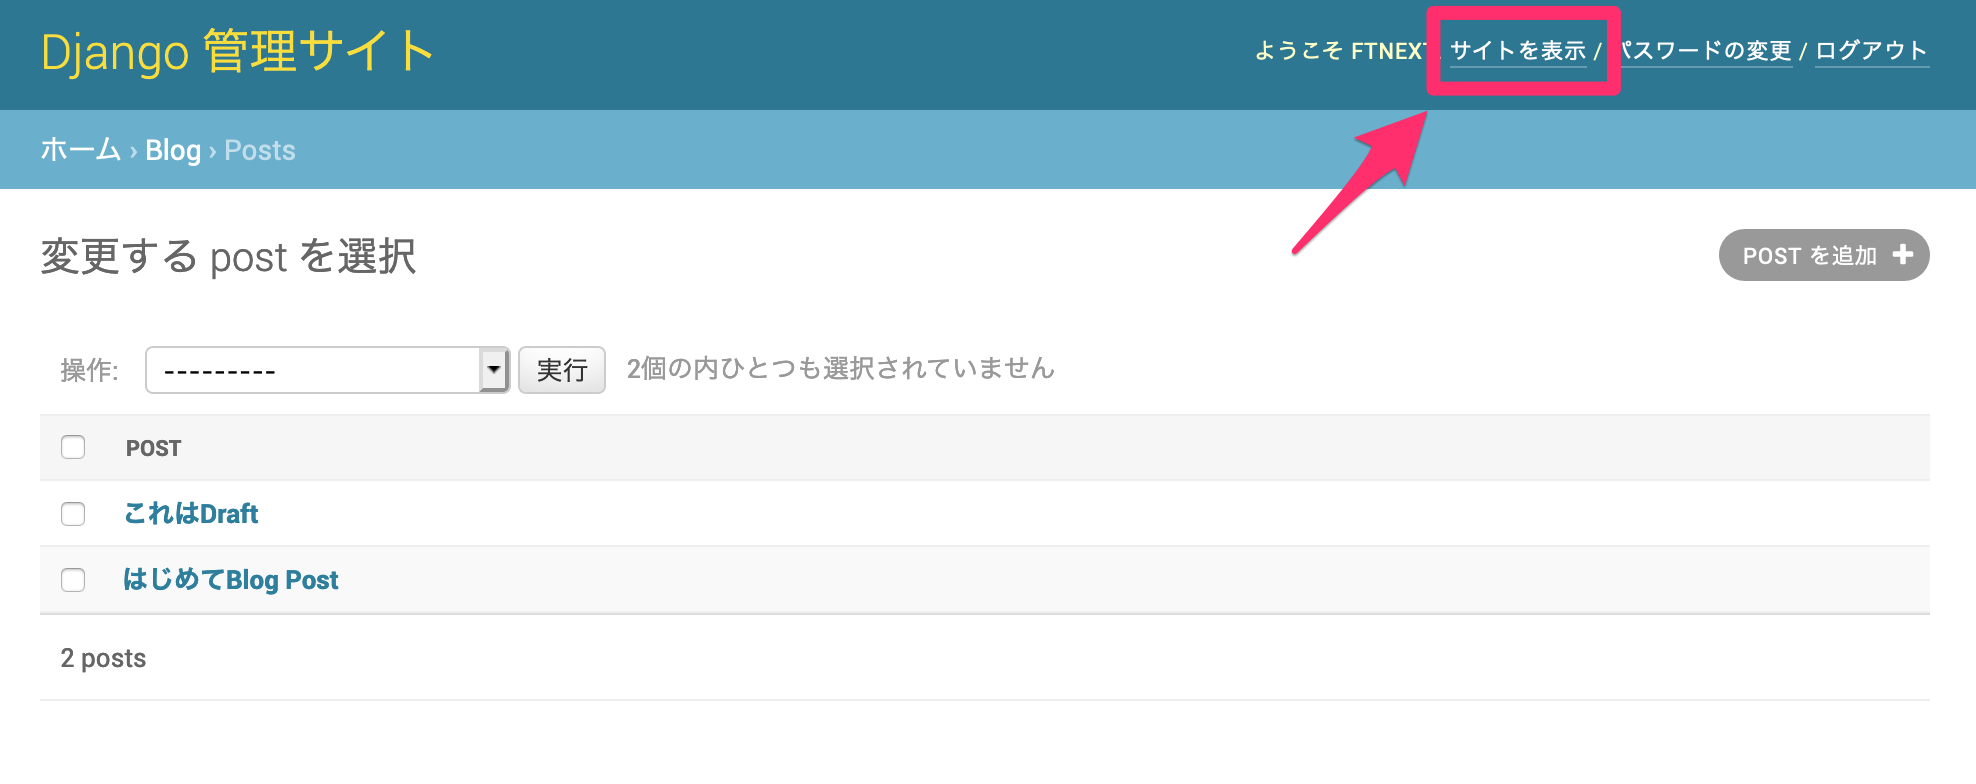 Django 管理サイト
ようこそ FTNEXT サイトを表示 / パスワードの変更 / ログアウト
ホーム › Blog › Posts
変更する post を選択
POST を追加 +
操作: --------- 実行 2個の内ひとつも選択されていません
POST
これはDraft
はじめてBlog Post
2 posts